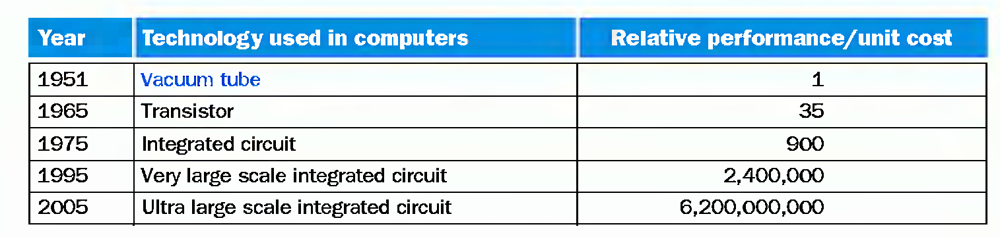 Year Technology used in computers Relative performance/unit cost
1951 Vacuum tube 1
1965 Transistor 35
1975 Integrated circuit 900
1995 Very large scale integrated circuit 2,400,000
2005 Ultra large scale integrated circuit 6,200,000,000